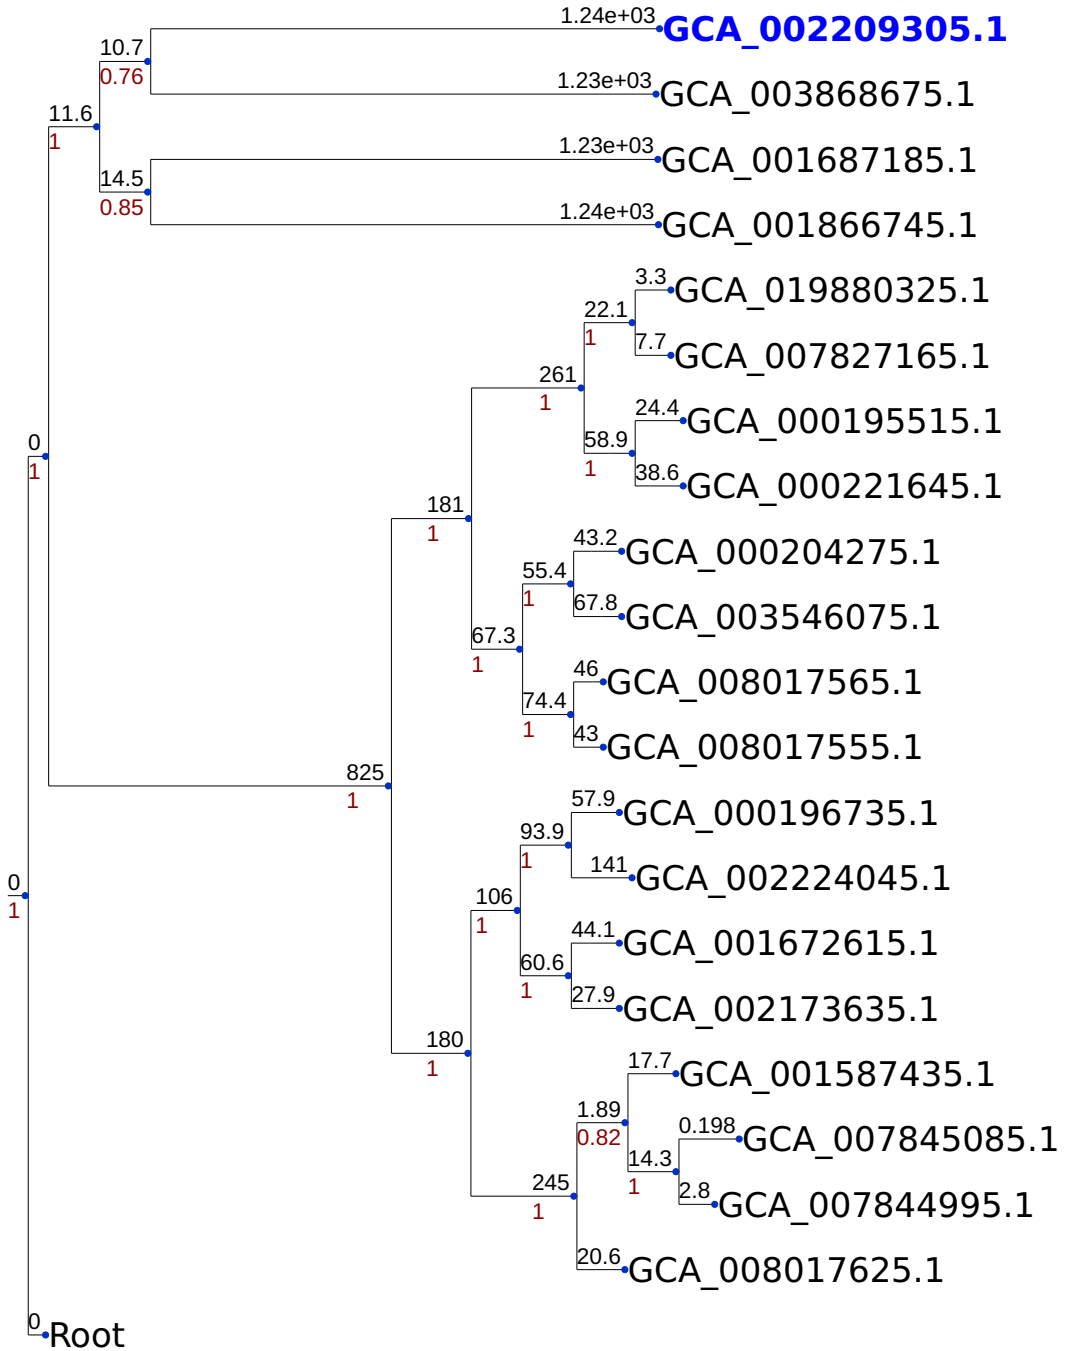 1.24e+03
GCA_002209305.1
10.7
0.76
1.23e+03
GCA_003868675.1
11.6
1
1.23e+03
GCA_001687185.1
14.5
0.85
1.24e+03
GCA_001866745.1
3.3
GCA_019880325.1
22.1
1
7.7
GCA_007827165.1
261
1
24.4
GCA_000195515.1
58.9
1
38.6
GCA_000221645.1
0
1
181
1
43.2
GCA_000204275.1
55.4
1
67.8
GCA_003546075.1
67.3
1
46
GCA_008017565.1
74.4
1
43
GCA_008017555.1
825
1
57.9
GCA_000196735.1
93.9
1
141
GCA_002224045.1
0
1
106
1
44.1
GCA_001672615.1
60.6
1
27.9
GCA_002173635.1
180
1
17.7
GCA_001587435.1
1.89
0.82
0.198
GCA_007845085.1
14.3
1
2.8
GCA_007844995.1
245
1
20.6
GCA_008017625.1
0
Root